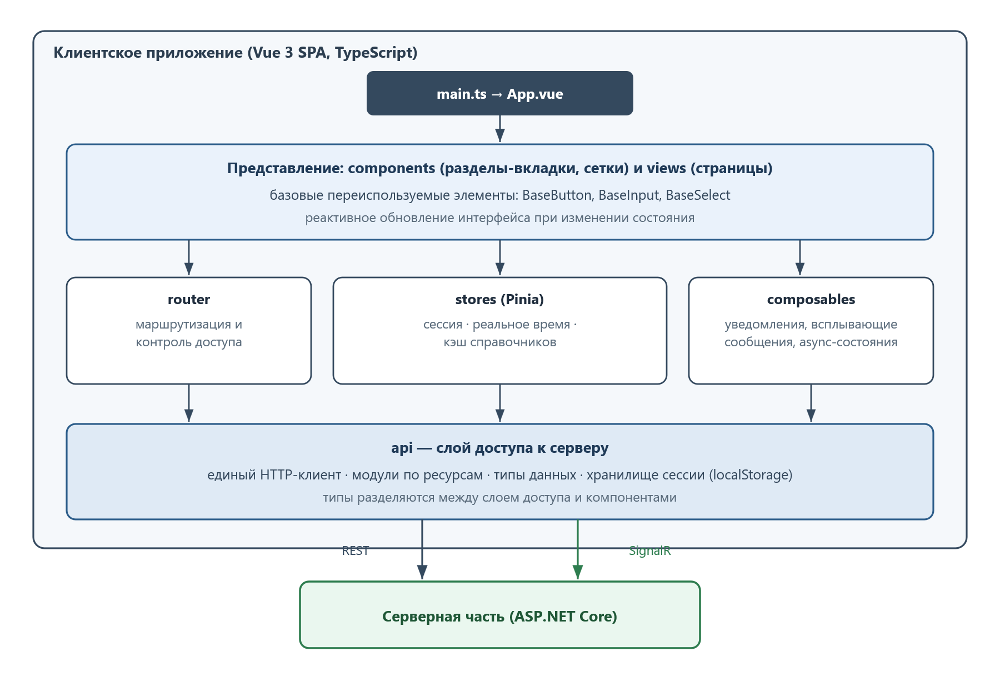 Клиентское приложение (Vue 3 SPA, TypeScript)
main.ts → App.vue
Представление: components (разделы-вкладки, сетки) и views (страницы)
базовые переиспользуемые элементы: BaseButton, BaseInput, BaseSelect
реактивное обновление интерфейса при изменении состояния
router
маршрутизация и
контроль доступа
stores (Pinia)
сессия · реальное время ·
кэш справочников
composables
уведомления, всплывающие
сообщения, async-состояния
api — слой доступа к серверу
единый HTTP-клиент · модули по ресурсам · типы данных · хранилище сессии (localStorage)
типы разделяются между слоем доступа и компонентами
REST
SignalR
Серверная часть (ASP.NET Core)